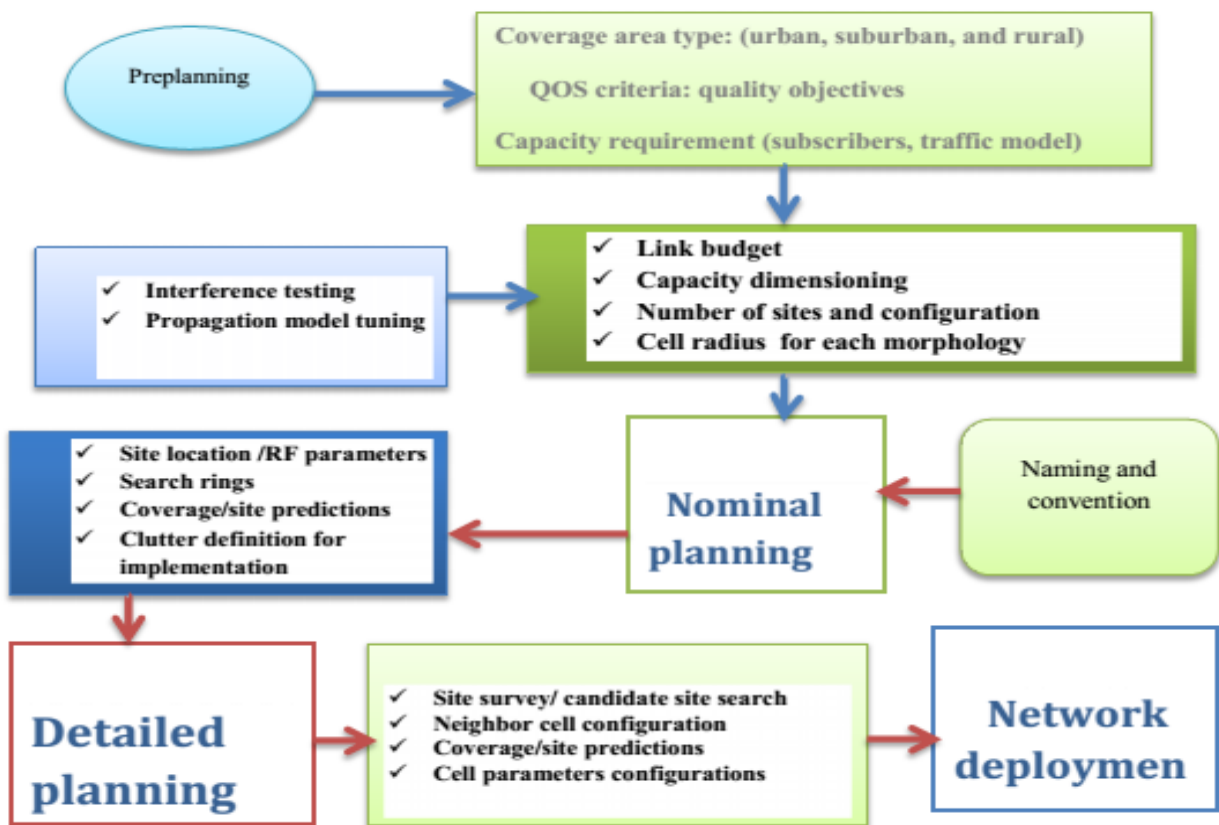 Preplanning
Coverage area type: (urban, suburban, and rural)
QOS criteria: quality objectives
Capacity requirement (subscribers, traffic model)
✓ Interference testing
✓ Propagation model tuning
✓ Link budget
✓ Capacity dimensioning
✓ Number of sites and configuration
✓ Cell radius for each morphology
✓ Site location /RF parameters
✓ Search rings
✓ Coverage/site predictions
✓ Clutter definition for
implementation
Nominal
planning
Naming and
convention
Detailed
planning
✓ Site survey/ candidate site search
✓ Neighbor cell configuration
✓ Coverage/site predictions
✓ Cell parameters configurations
Network
deploymen